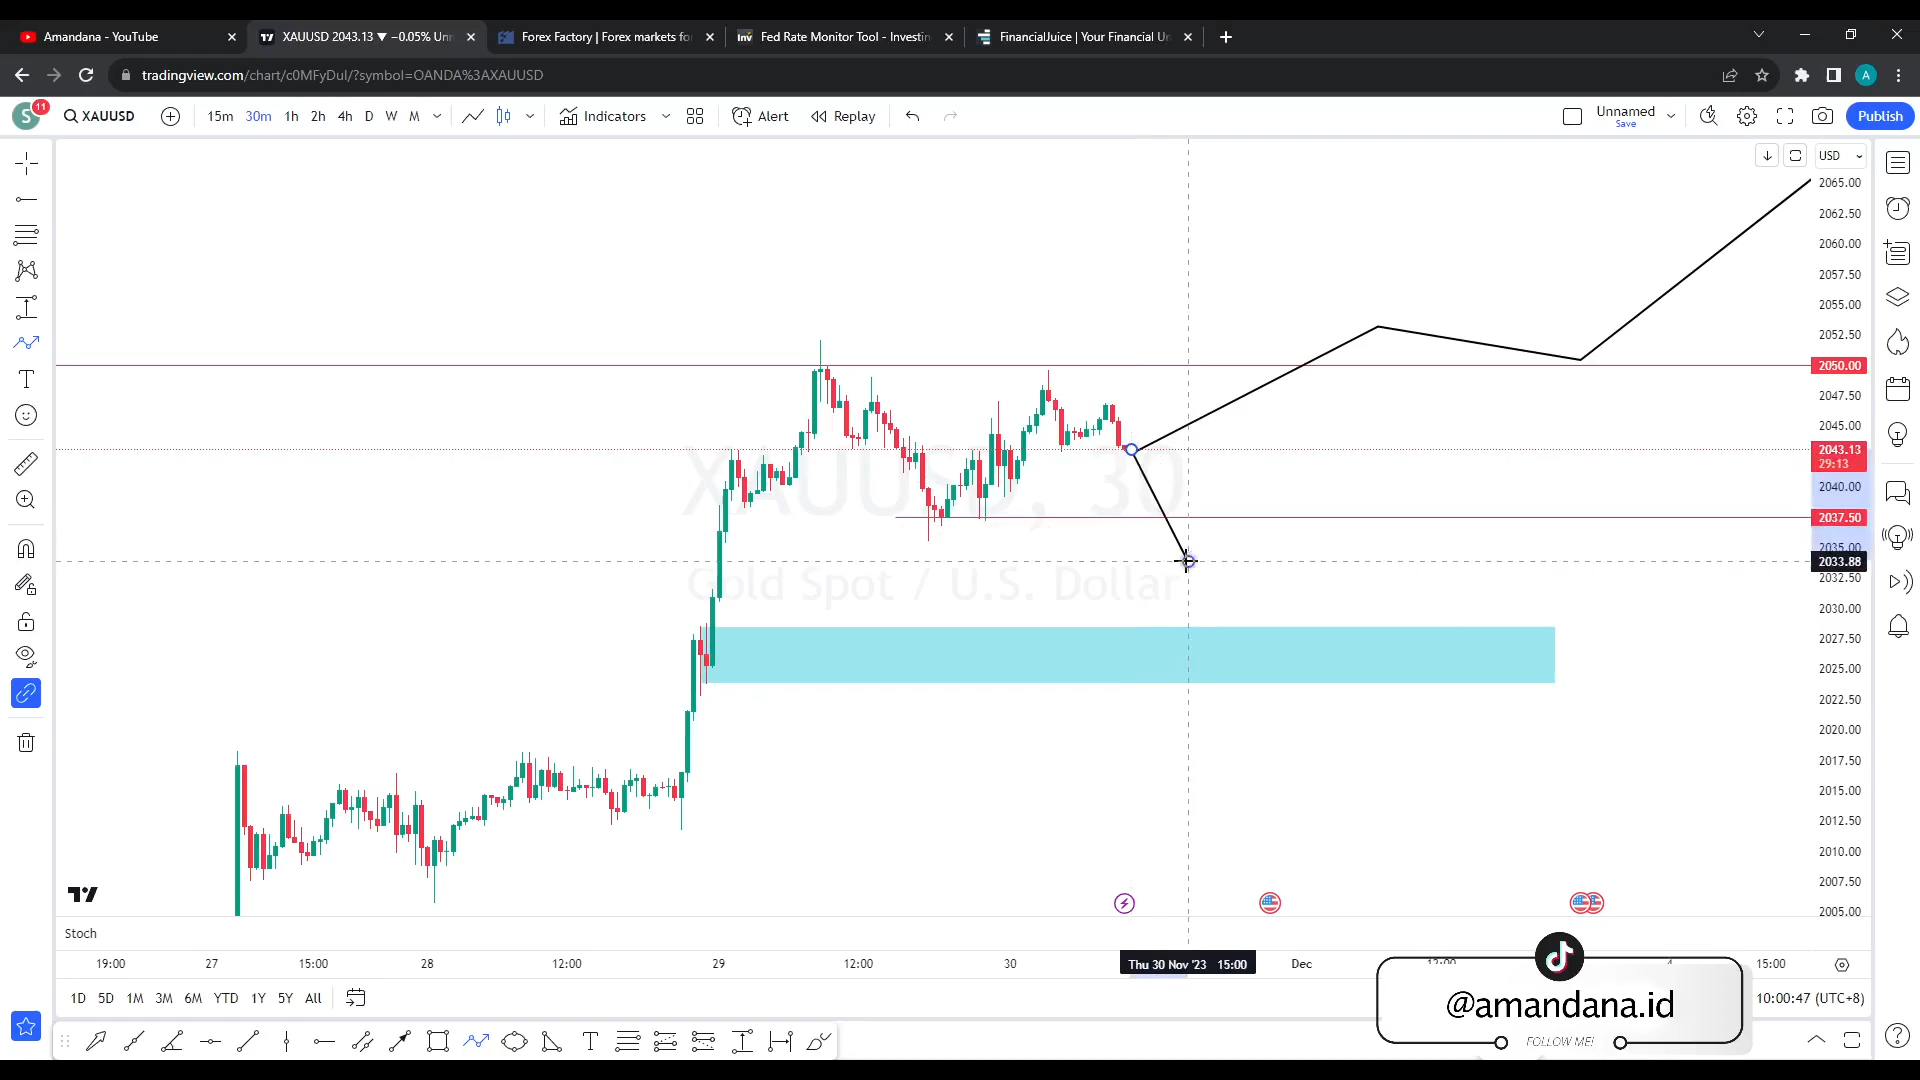 Amandana - YouTube
XAUUSD 2043.13 ▼ −0.05% Unn
Forex Factory | Forex markets for
Fed Rate Monitor Tool - Investin
FinancialJuice | Your Financial
tradingview.com/chart/c0MFyDul/?symbol=OANDA%3AXAUUSD
A
S
11
XAUUSD
15m 30m 1h 2h 4h D W M
Indicators
Alert
Replay
Unnamed
Save
Publish
USD
2065.00
2062.50
2060.00
2057.50
2055.00
2052.50
2050.00
2047.50
2045.00
2043.13
29:13
2040.00
2037.50
2035.00
2033.88
2032.50
2030.00
2027.50
2025.00
2022.50
2020.00
2017.50
2015.00
2012.50
2010.00
2007.50
2005.00
XAUUSD, 30
Gold Spot / U.S. Dollar
Stoch
19:00 27 15:00 28 12:00 29 12:00 30 Thu 30 Nov '23 15:00 Dec 12:00 4 15:00
1D 5D 1M 3M 6M YTD 1Y 5Y All
10:00:47 (UTC+8)
@amandana.id
FOLLOW ME!